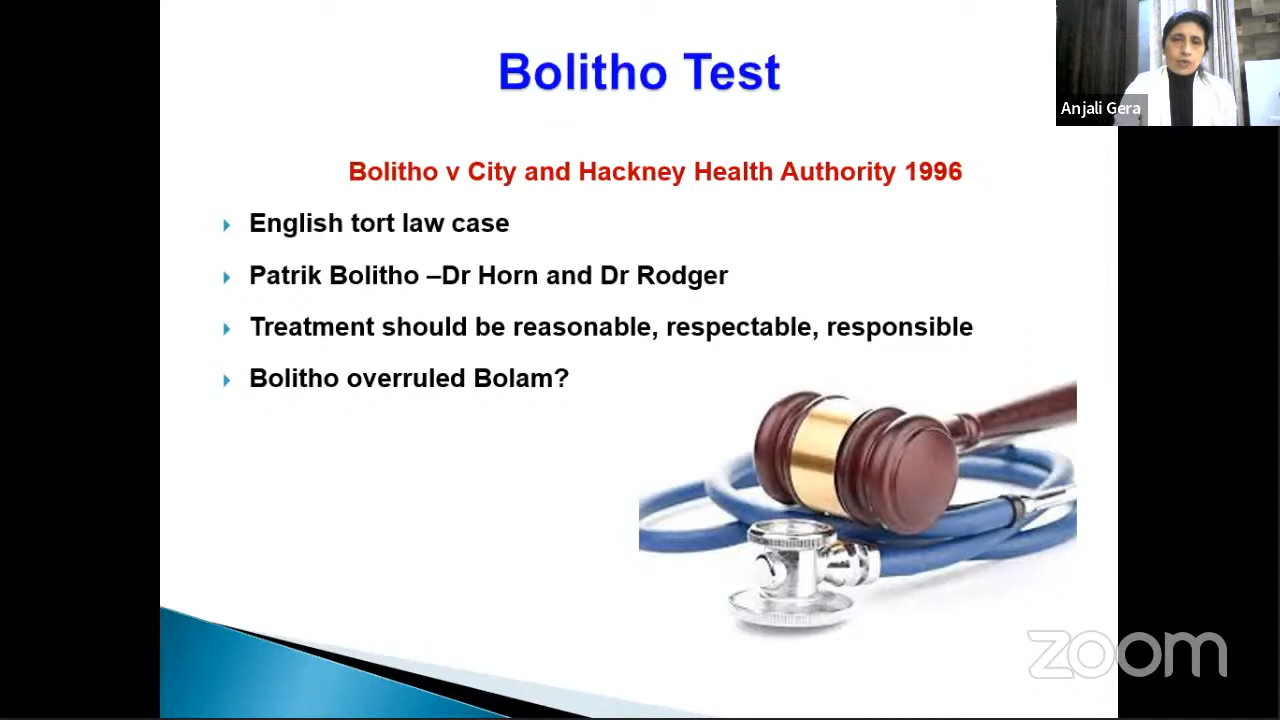 Bolitho Test
Anjali Gera
Bolitho v City and Hackney Health Authority 1996
English tort law case
Patrik Bolitho –Dr Horn and Dr Rodger
Treatment should be reasonable, respectable, responsible
Bolitho overruled Bolam?
zoom